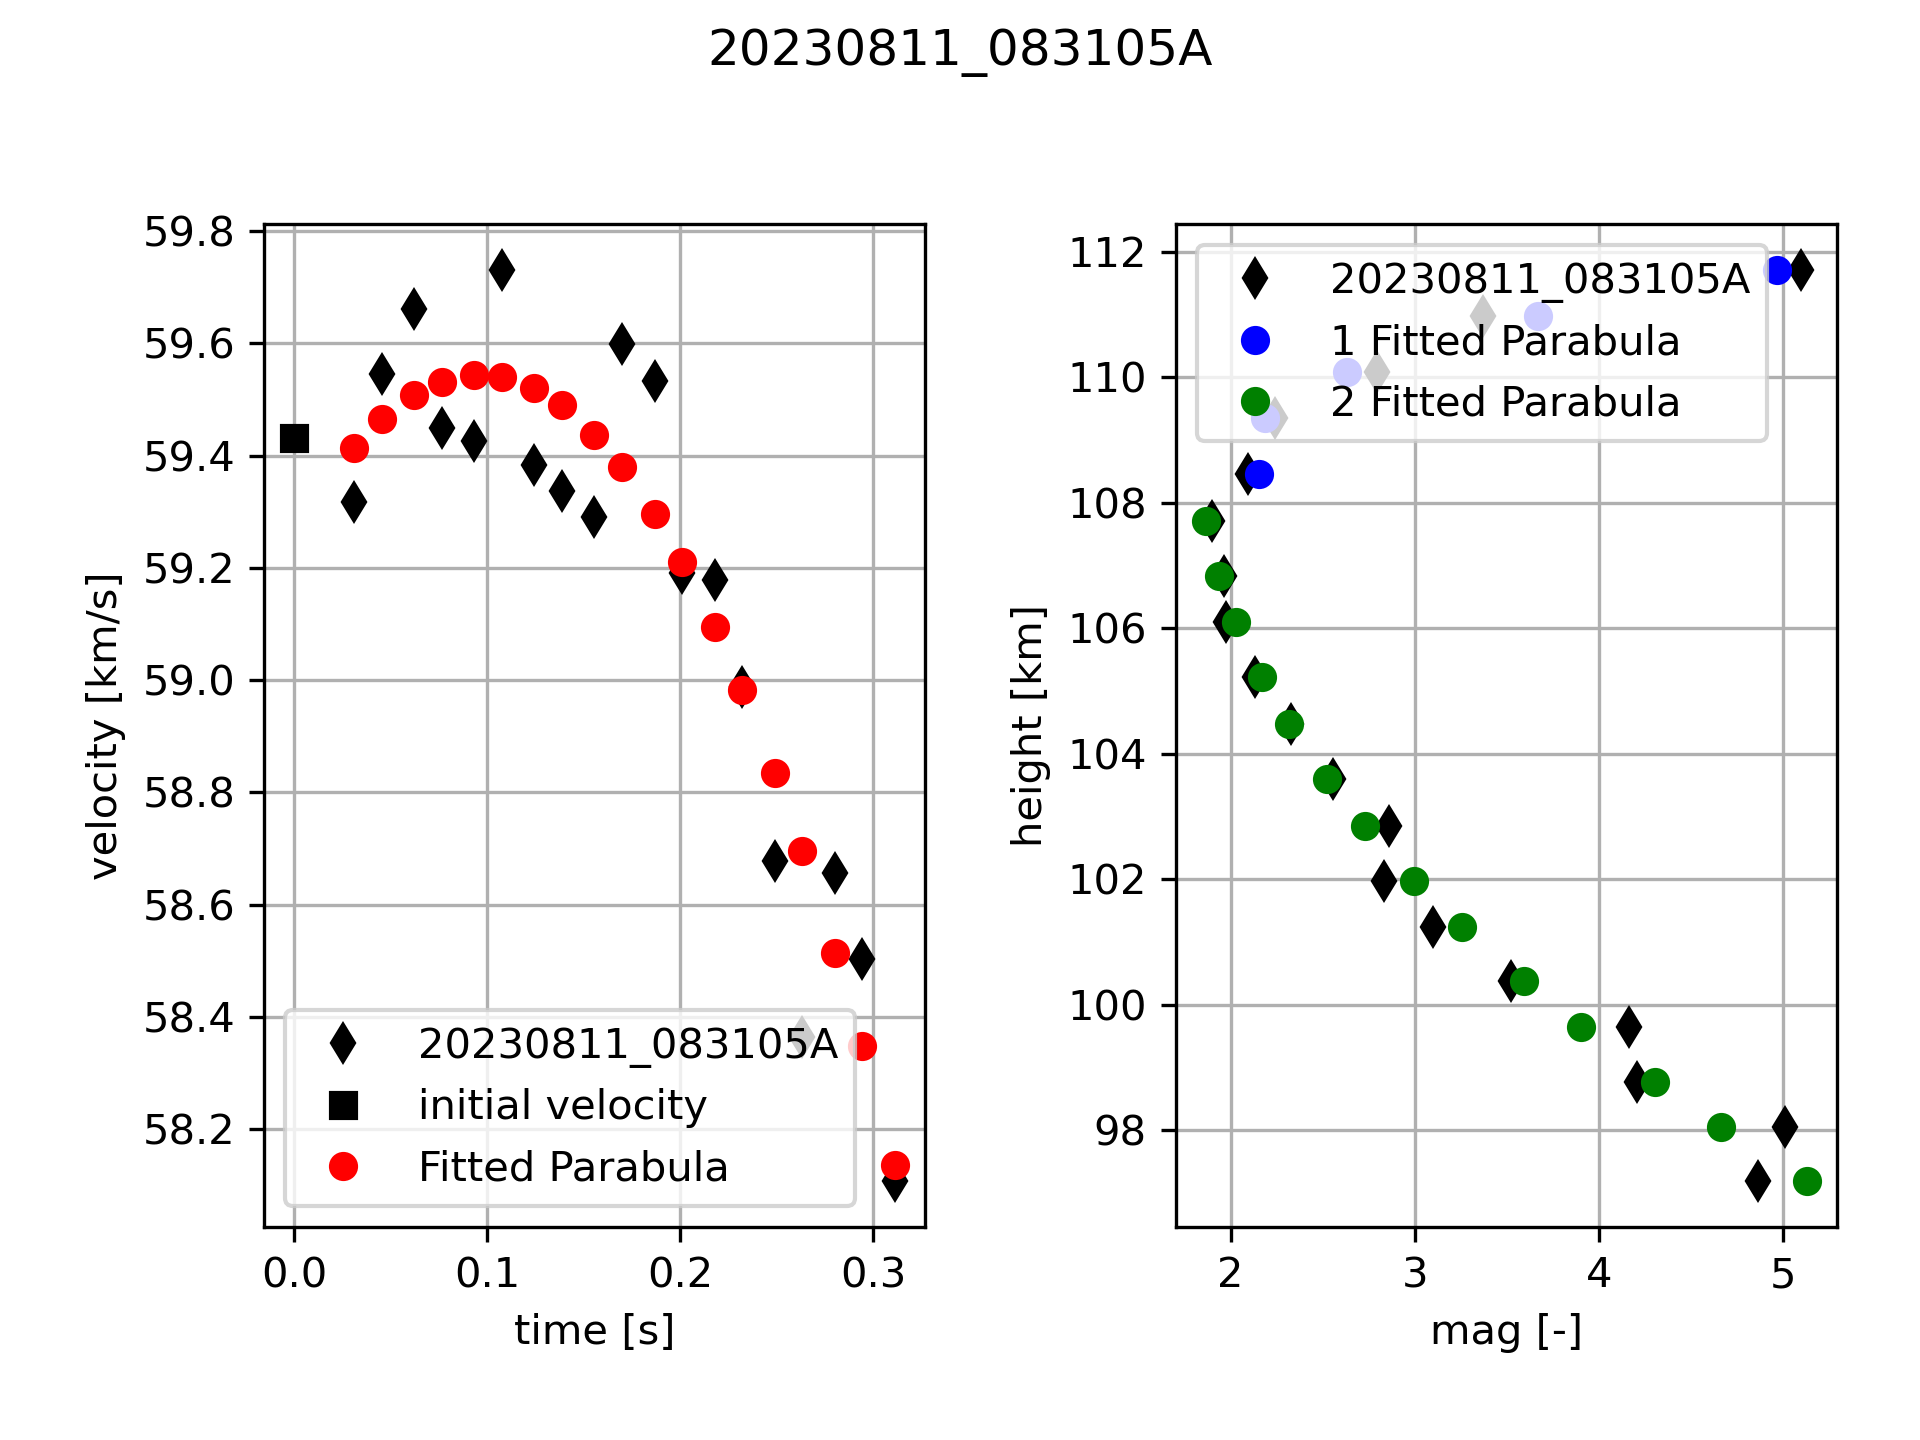 20230811_083105A
59.8
59.6
59.4
59.2
59.0
58.8
58.6
58.4
58.2
velocity [km/s]
20230811_083105A
initial velocity
Fitted Parabula
0.0 0.1 0.2 0.3
time [s]
112
110
108
106
104
102
100
98
height [km]
20230811_083105A
1 Fitted Parabula
2 Fitted Parabula
2 3 4 5
mag [-]